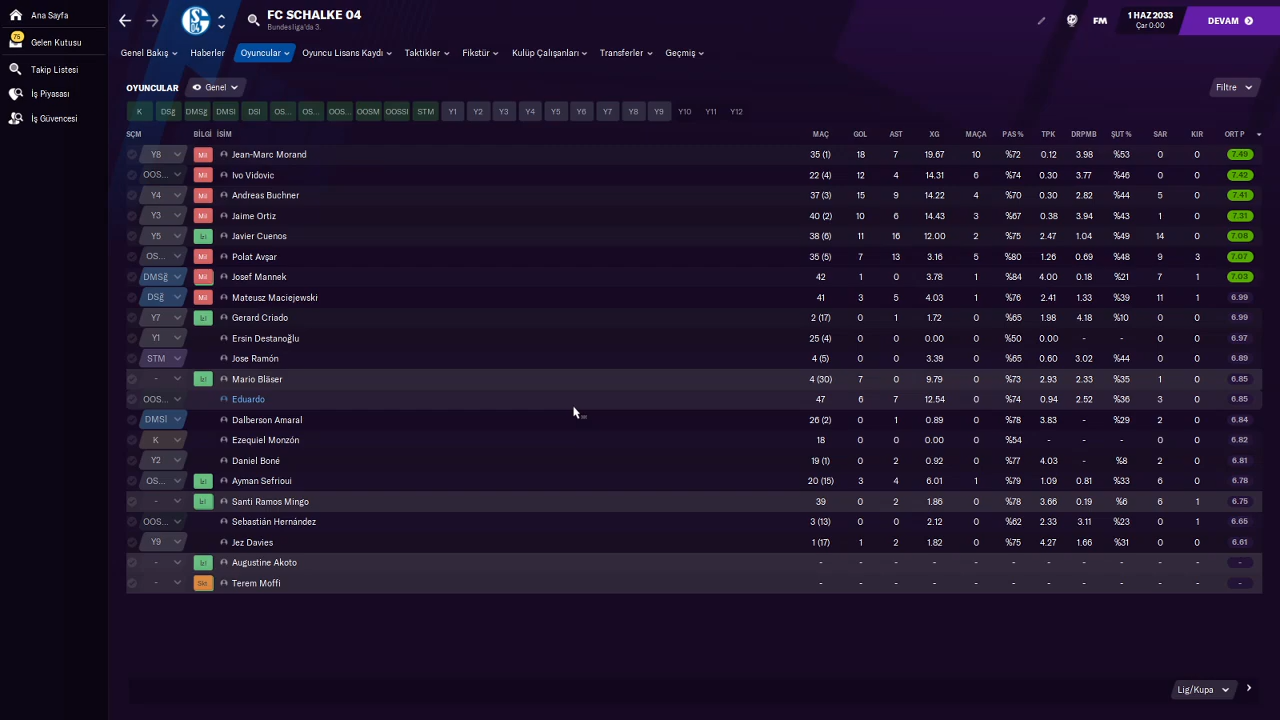 Ana Sayfa
FC SCHALKE 04
Bundesliga'da 3.
FM
1 HAZ 2033
Çar 0:00
DEVAM
75
Gelen Kutusu
Genel Bakış Haberler Oyuncular Oyuncu Lisans Kaydı Taktikler Fikstür Kulüp Çalışanları Transferler Geçmiş
Takip Listesi
İş Piyasası
İş Güvencesi
OYUNCULAR Genel Filtre
K DSğ DMSğ DMSl DSl OS... OS... OOS... OOSM OOSSl STM Y1 Y2 Y3 Y4 Y5 Y6 Y7 Y8 Y9 Y10 Y11 Y12
SÇM BİLGİ İSİM MAÇ GOL AST XG MAÇA PAS % TPK DRPMB ŞUT % SAR KIR ORT P
Y8 Mil Jean-Marc Morand 35 (1) 18 7 19.67 10 %72 0.12 3.98 %53 0 0 7.49
OOS... Mil Ivo Vidovic 22 (4) 12 4 14.31 6 %74 0.30 3.77 %46 0 0 7.42
Y4 Mil Andreas Buchner 37 (3) 15 9 14.22 4 %70 0.30 2.82 %44 5 0 7.41
Y3 Mil Jaime Ortiz 40 (2) 10 6 14.43 3 %67 0.38 3.94 %43 1 0 7.31
Y5 İzl Javier Cuenos 38 (6) 11 16 12.00 2 %75 2.47 1.04 %49 14 0 7.08
OS... Mil Polat Avşar 35 (5) 7 13 3.16 5 %80 1.26 0.69 %48 9 3 7.07
DMSğ Mil Josef Mannek 42 1 0 3.78 1 %84 4.00 0.18 %21 7 1 7.03
DSğ Mil Mateusz Maciejewski 41 3 5 4.03 1 %76 2.41 1.33 %39 11 1 6.99
Y7 İzl Gerard Criado 2 (17) 0 1 1.72 0 %65 1.98 4.18 %10 0 0 6.99
Y1 Ersin Destanoğlu 25 (4) 0 0 0.00 0 %50 0.00 - - 0 0 6.97
STM Jose Ramón 4 (5) 0 0 3.39 0 %65 0.60 3.02 %44 0 0 6.89
- İzl Mario Bläser 4 (30) 7 0 9.79 0 %73 2.93 2.33 %35 1 0 6.85
OOS... Eduardo 47 6 7 12.54 0 %74 0.94 2.52 %36 3 0 6.85
DMSl Dalberson Amaral 26 (2) 0 1 0.89 0 %78 3.83 - %29 2 0 6.84
K Ezequiel Monzón 18 0 0 0.00 0 %54 - - - 0 0 6.82
Y2 Daniel Boné 19 (1) 0 2 0.92 0 %77 4.03 - %8 2 0 6.81
OS... İzl Ayman Sefrioui 20 (15) 3 4 6.01 1 %79 1.09 0.81 %33 6 0 6.78
- İzl Santi Ramos Mingo 39 0 2 1.86 0 %78 3.66 0.19 %6 6 1 6.75
OOS... Sebastián Hernández 3 (13) 0 0 2.12 0 %62 2.33 3.11 %23 0 1 6.65
Y9 Jez Davies 1 (17) 1 2 1.82 0 %75 4.27 1.66 %31 0 0 6.61
- İzl Augustine Akoto - - - - - - - - - - - -
- Skt Terem Moffi - - - - - - - - - - - -
Lig/Kupa